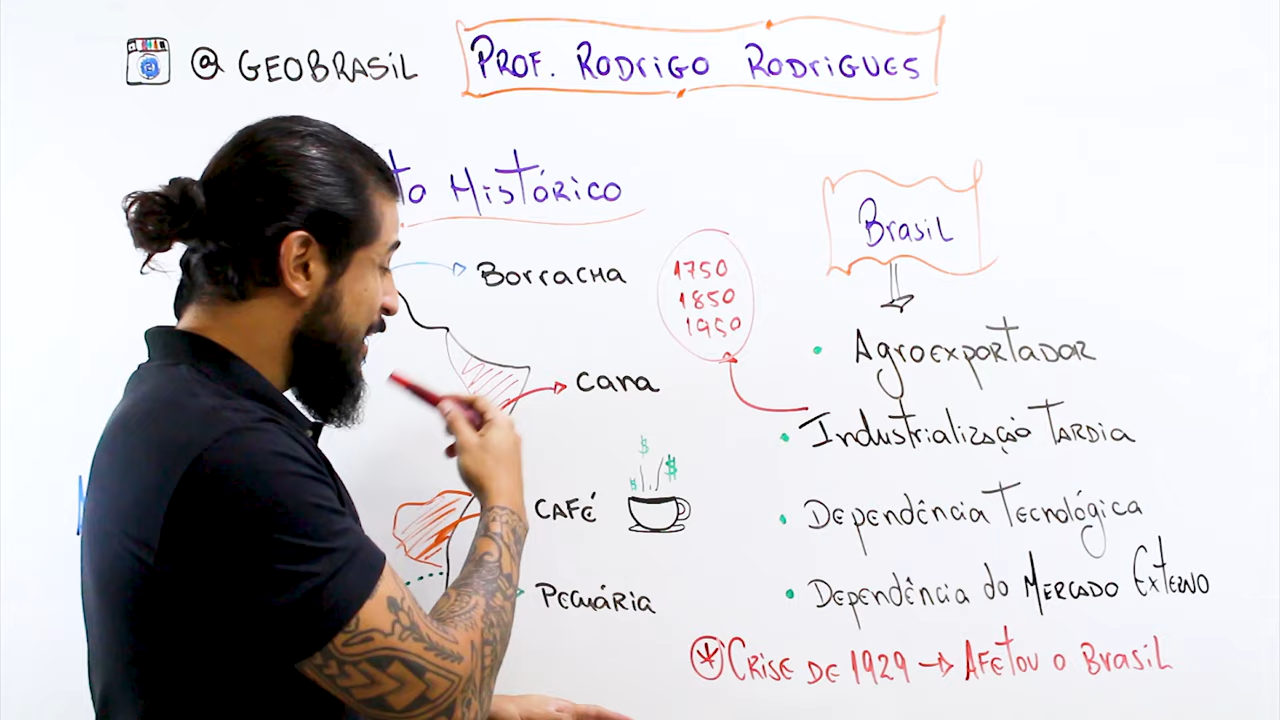 @GEOBRASIL
PROF. RODRIGO RODRIGUES
to HISTÓRICO
BORRACHA
CANA
CAFÉ
$ $ $
PECUÁRIA
1750
1850
1950
Brasil
• AGROEXPORTADOR
• INDUSTRIALIZAÇÃO TARDIA
• DEPENDÊNCIA TECNOLÓGICA
• DEPENDÊNCIA do MERCADO EXTERNO
* CRISE DE 1929 → AFETOU O BRASIL